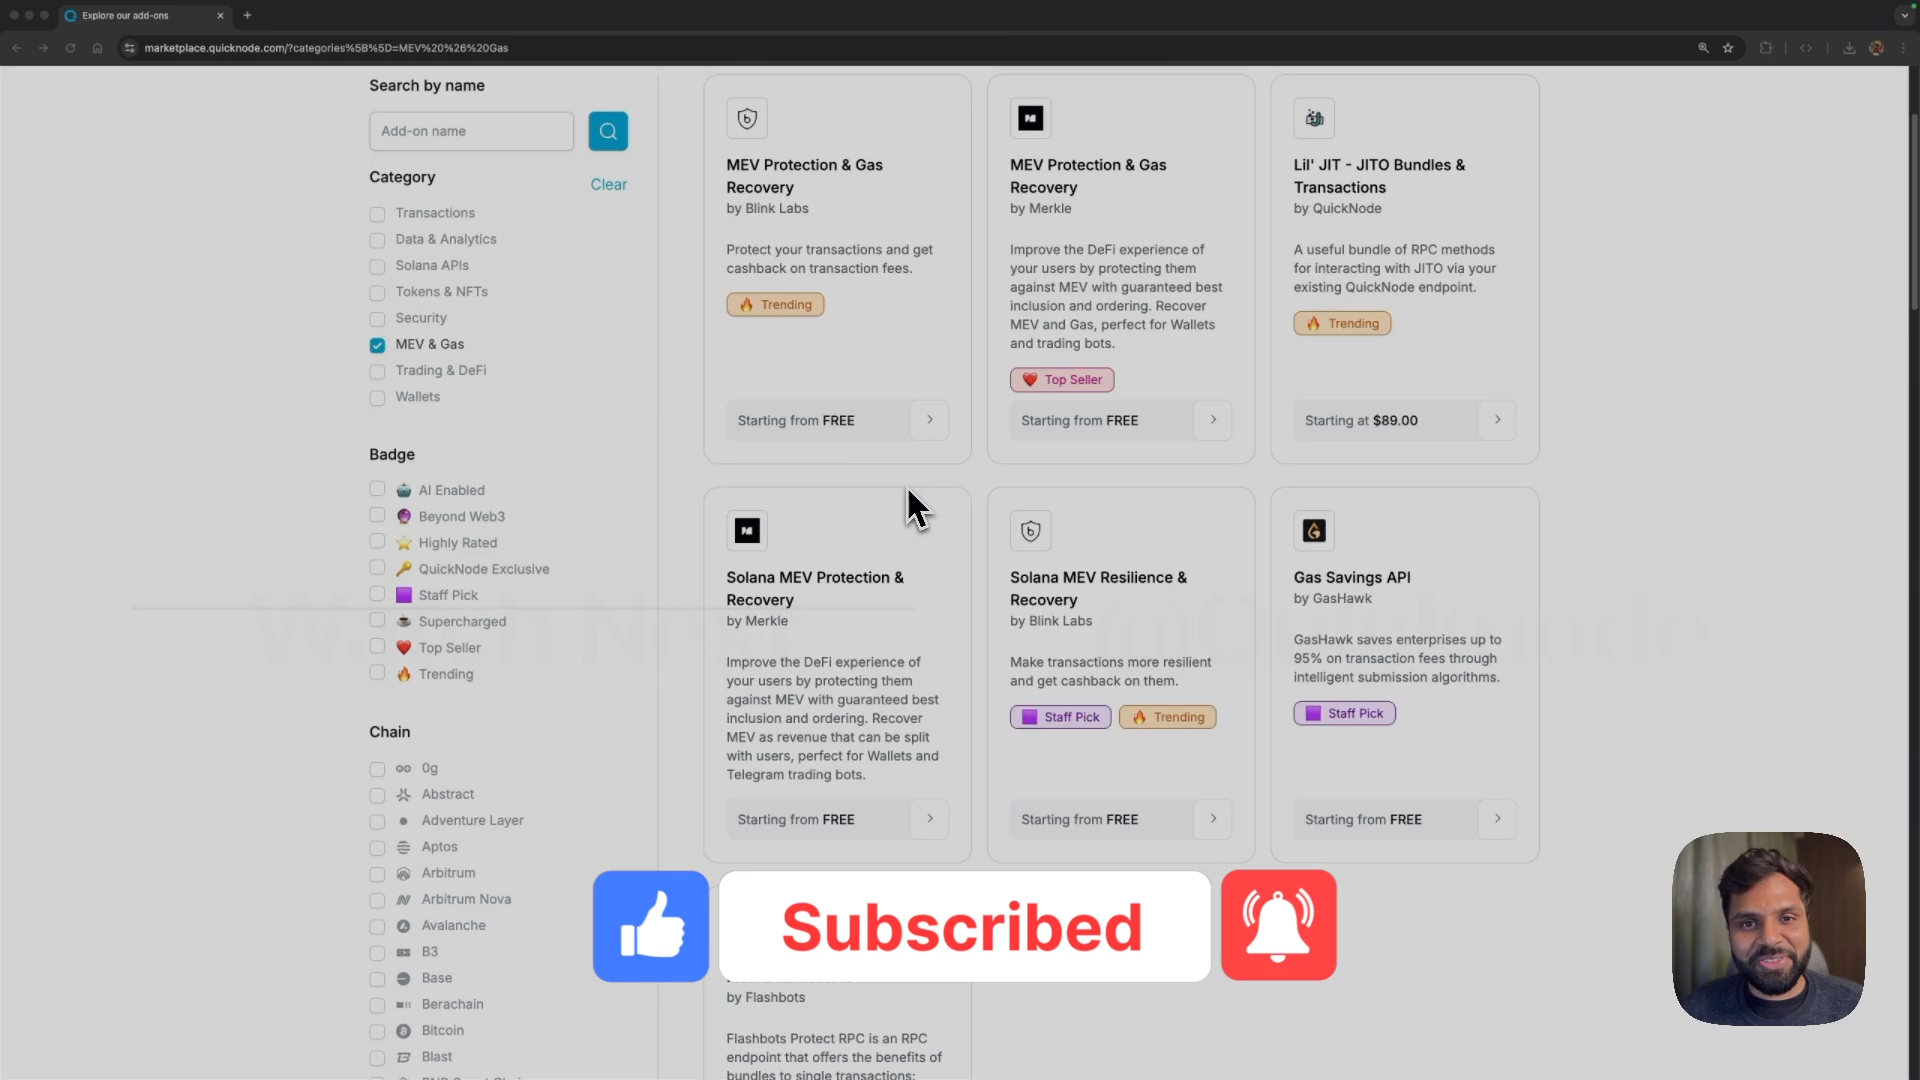 Explore our add-ons
marketplace.quicknode.com/?categories%5B%5D=MEV%20%26%20Gas
Search by name
Add-on name
Category
Clear
Transactions
Data & Analytics
Solana APIs
Tokens & NFTs
Security
MEV & Gas
Trading & DeFi
Wallets
Badge
AI Enabled
Beyond Web3
Highly Rated
QuickNode Exclusive
Staff Pick
Supercharged
Top Seller
Trending
Chain
0g
Abstract
Adventure Layer
Aptos
Arbitrum
Arbitrum Nova
Avalanche
B3
Base
Berachain
Bitcoin
Blast
MEV Protection & Gas
Recovery
by Blink Labs
Protect your transactions and get
cashback on transaction fees.
Trending
Starting from FREE
MEV Protection & Gas
Recovery
by Merkle
Improve the DeFi experience of
your users by protecting them
against MEV with guaranteed best
inclusion and ordering. Recover
MEV and Gas, perfect for Wallets
and trading bots.
Top Seller
Starting from FREE
Lil' JIT - JITO Bundles &
Transactions
by QuickNode
A useful bundle of RPC methods
for interacting with JITO via your
existing QuickNode endpoint.
Trending
Starting at $89.00
Solana MEV Protection &
Recovery
by Merkle
Improve the DeFi experience of
your users by protecting them
against MEV with guaranteed best
inclusion and ordering. Recover
MEV as revenue that can be split
with users, perfect for Wallets and
Telegram trading bots.
Starting from FREE
Solana MEV Resilience &
Recovery
by Blink Labs
Make transactions more resilient
and get cashback on them.
Staff Pick
Trending
Starting from FREE
Gas Savings API
by GasHawk
GasHawk saves enterprises up to
95% on transaction fees through
intelligent submission algorithms.
Staff Pick
Starting from FREE
Subscribed
by Flashbots
Flashbots Protect RPC is an RPC
endpoint that offers the benefits of
bundles to single transactions: